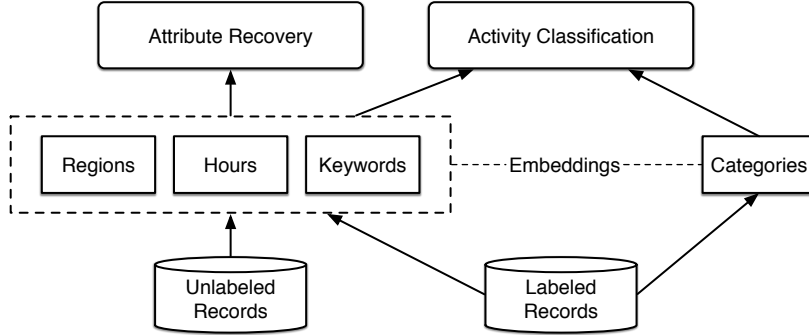 Attribute Recovery
Activity Classification
Regions
Hours
Keywords
Embeddings
Categories
Unlabeled
Records
Labeled
Records